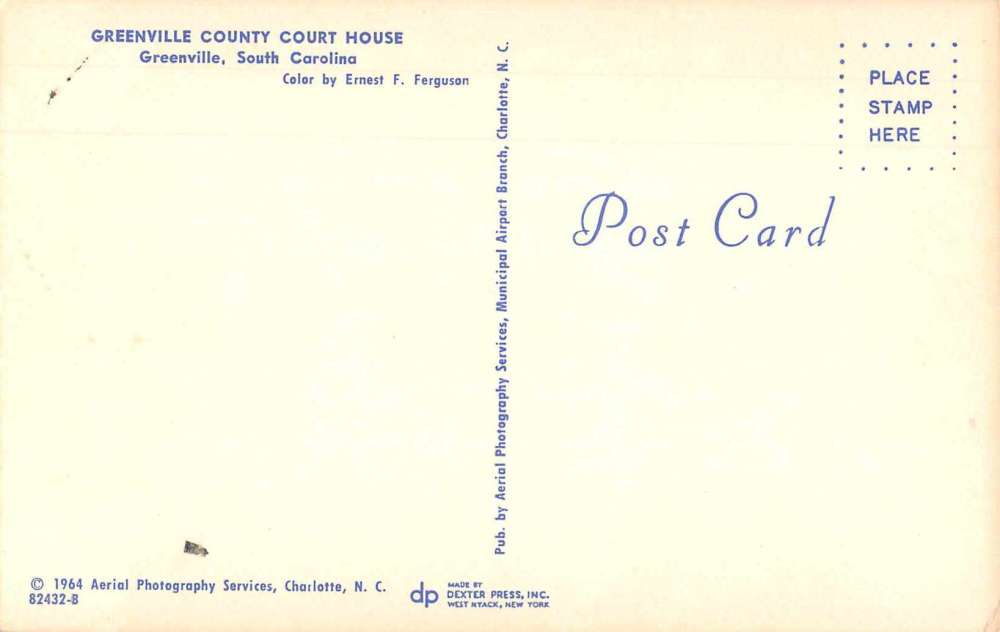 GREENVILLE COUNTY COURT HOUSE
Greenville, South Carolina
Color by Ernest F. Ferguson
Pub. by Aerial Photography Services, Municipal Airport Branch, Charlotte, N. C.
PLACE
STAMP
HERE
Post Card
© 1964 Aerial Photography Services, Charlotte, N. C.
82432-B
dp
MADE BY
DEXTER PRESS, INC.
WEST NYACK, NEW YORK